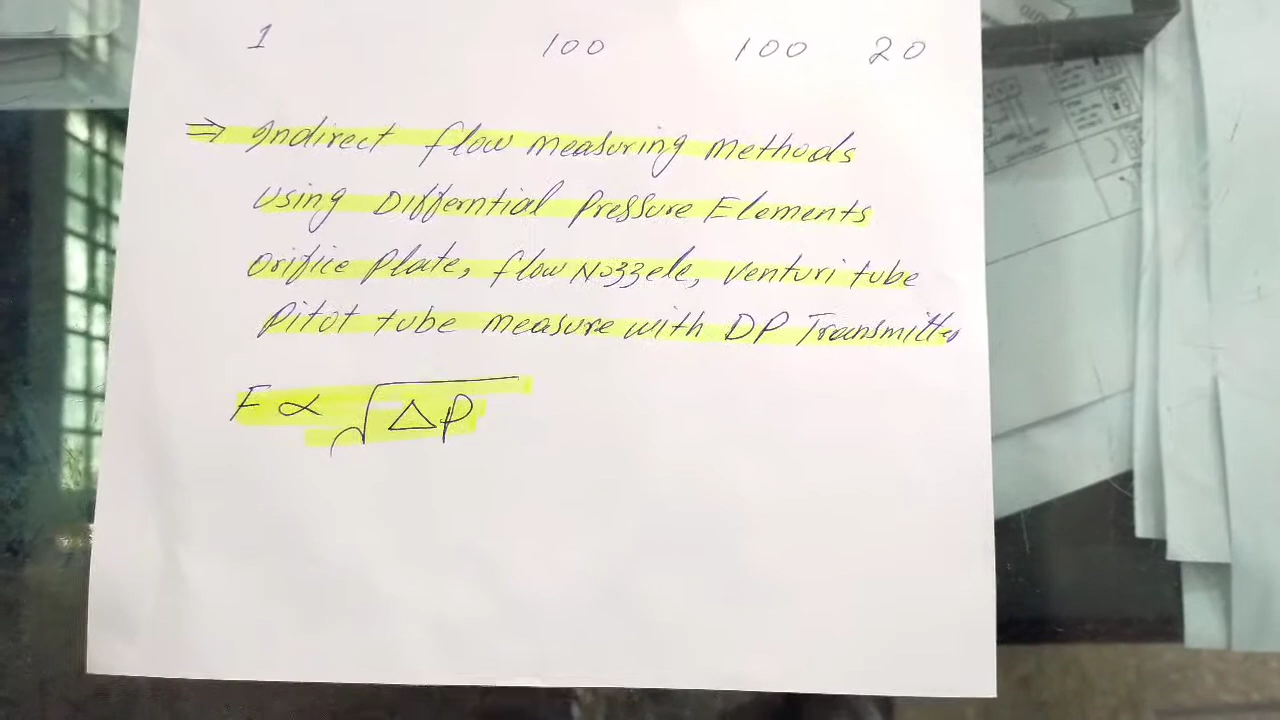 1 100 100 20
⇒ Indirect flow measuring methods
Using Differntial Pressure Elements
Orifice Plate, flow Nozzele, Venturi tube
Pitot tube measure with DP Transmitter
F ∝ √ΔP